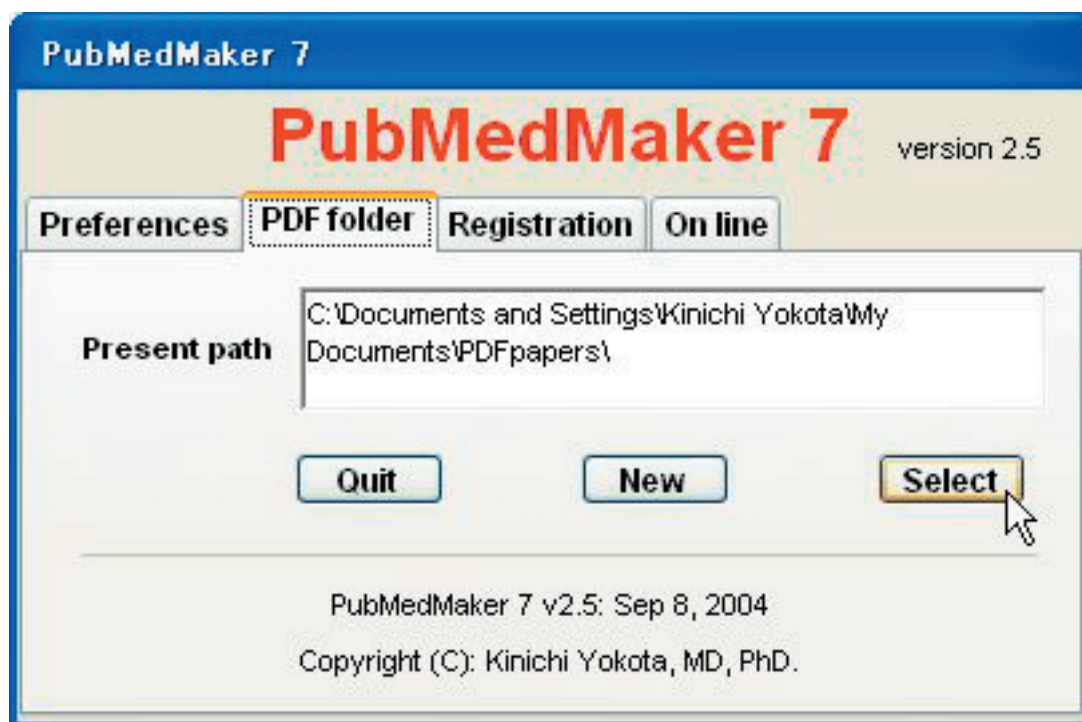 PubMedMaker 7
PubMedMaker 7 version 2.5
Preferences PDF folder Registration On line
Present path
C:\Documents and Settings\Kinichi Yokota\My
Documents\PDFpapers\
Quit New Select
PubMedMaker 7 v2.5: Sep 8, 2004
Copyright (C): Kinichi Yokota, MD, PhD.